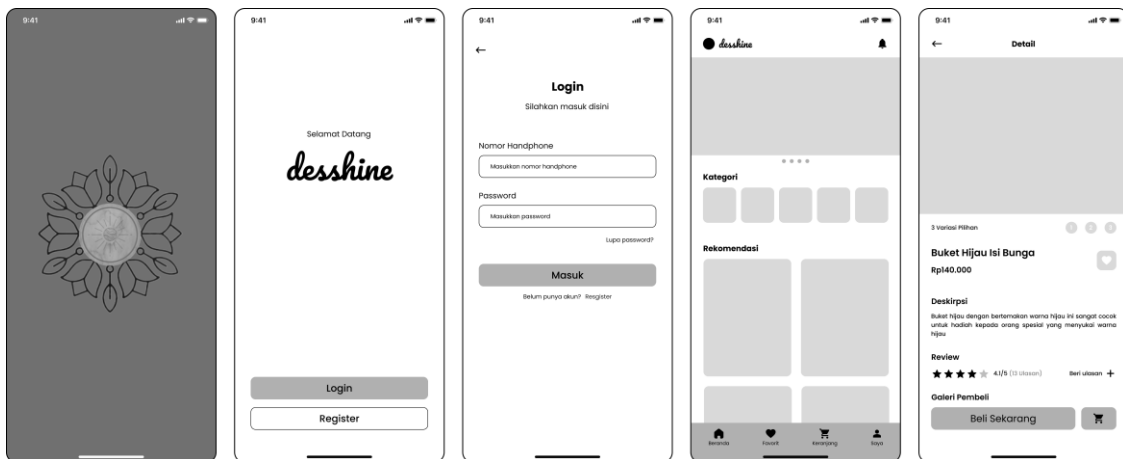 9:41
9:41
Selamat Datang
desshine
Login
Register
9:41
Login
Silahkan masuk disini
Nomor Handphone
Masukkan nomor handphone
Password
Masukkan password
Lupa password?
Masuk
Belum punya akun? Resgister
9:41
desshine
Kategori
Rekomendasi
Beranda Favorit Keranjang Saya
9:41
Detail
3 Variasi Pilihan 1 2 3
Buket Hijau Isi Bunga
Rp140.000
Deskirpsi
Buket hijau dengan bertemakan warna hijau ini sangat cocok
untuk hadiah kepada orang spesial yang menyukai warna
hijau
Review
4.1/5 (13 Ulasan) Beri ulasan +
Galeri Pembeli
Beli Sekarang